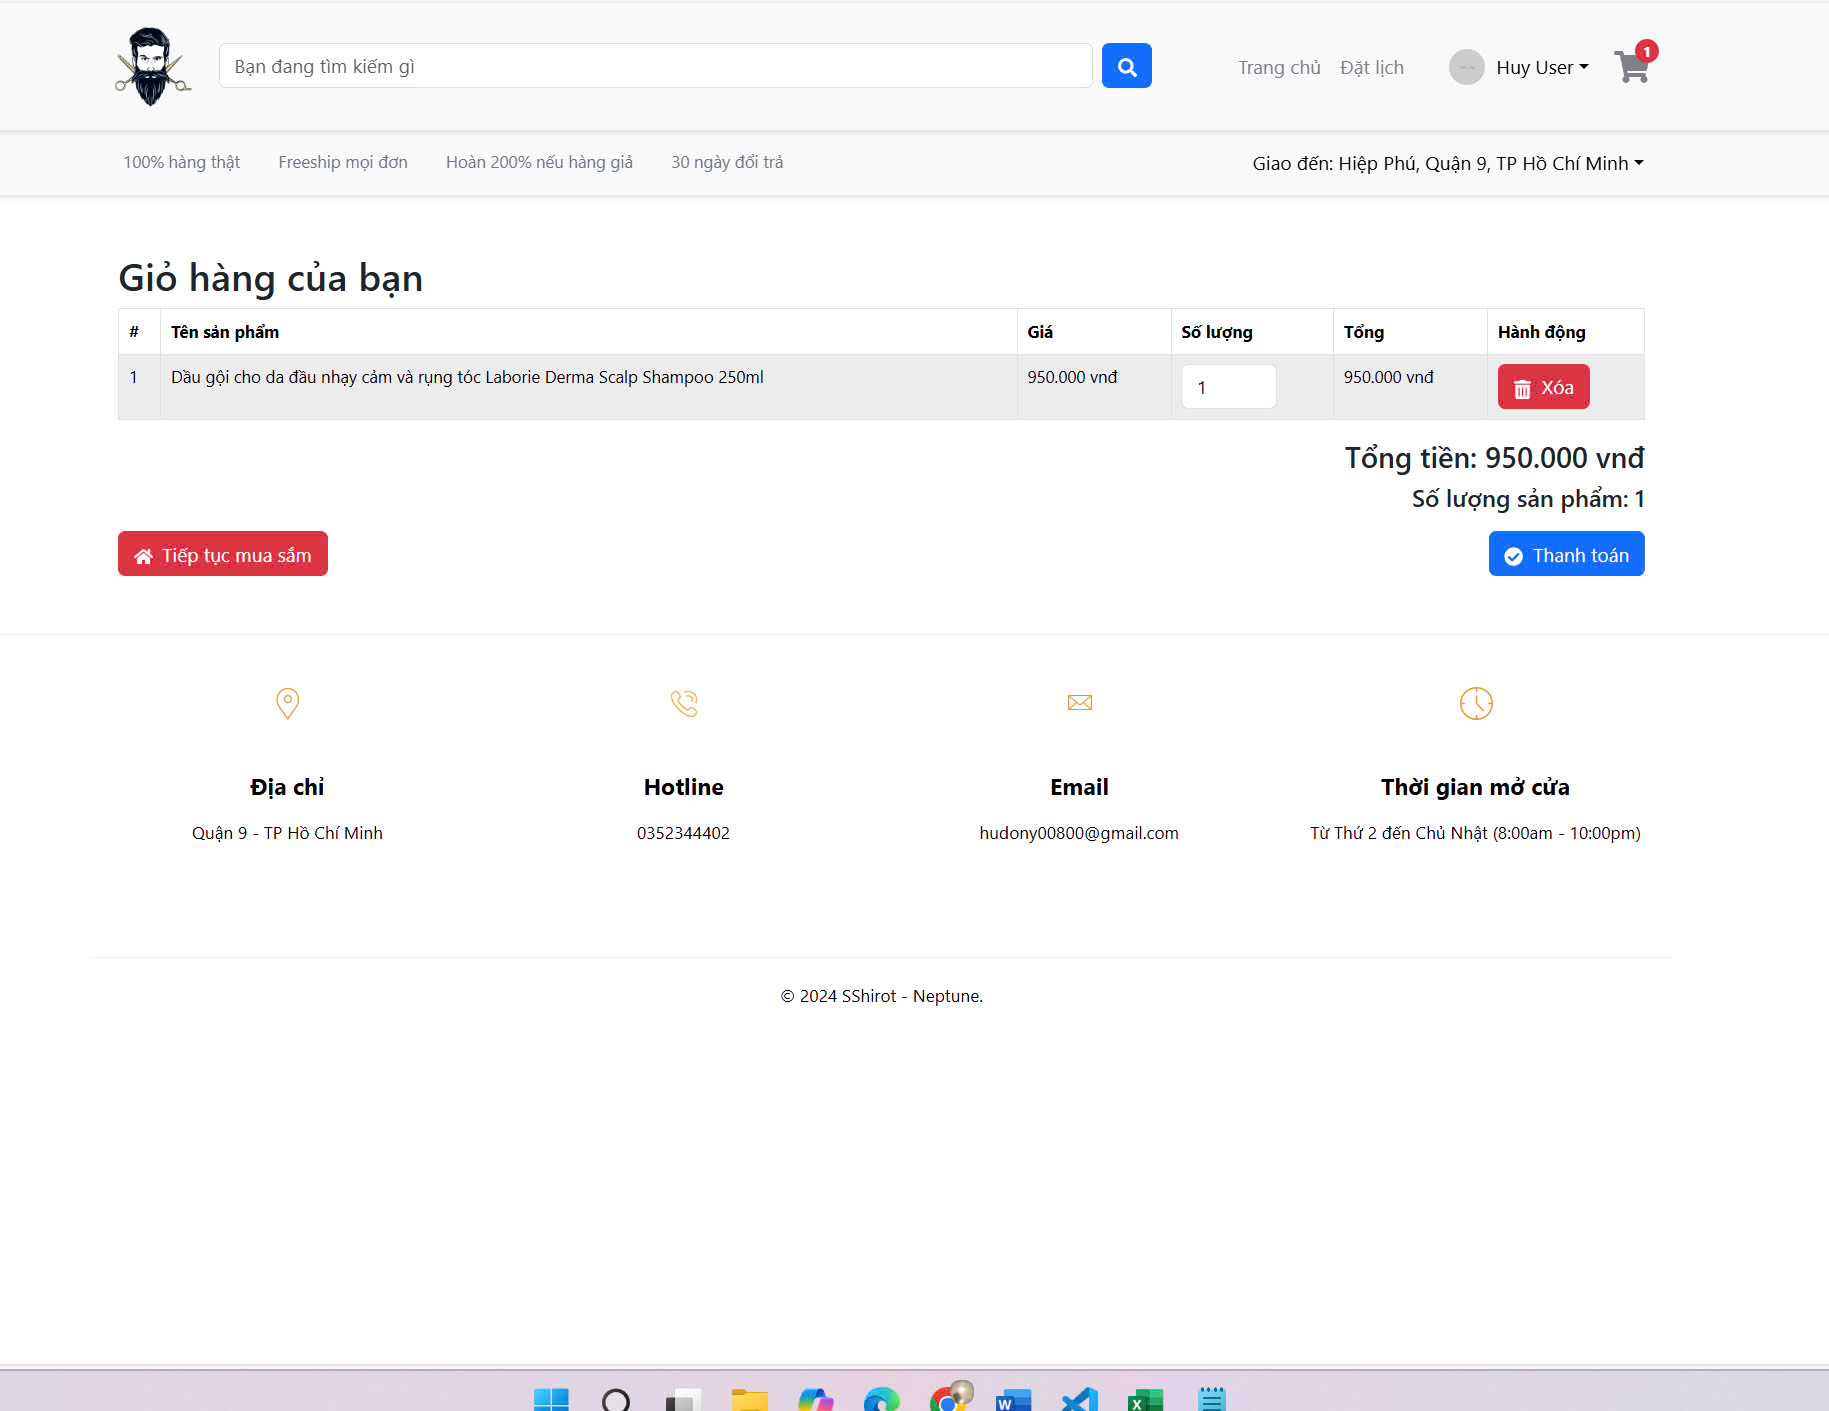 Bạn đang tìm kiếm gì
Trang chủ Đặt lịch Huy User 1
100% hàng thật Freeship mọi đơn Hoàn 200% nếu hàng giả 30 ngày đổi trả Giao đến: Hiệp Phú, Quận 9, TP Hồ Chí Minh
Giỏ hàng của bạn
# Tên sản phẩm Giá Số lượng Tổng Hành động
1 Dầu gội cho da đầu nhạy cảm và rụng tóc Laborie Derma Scalp Shampoo 250ml 950.000 vnđ 1 950.000 vnđ Xóa
Tổng tiền: 950.000 vnđ
Số lượng sản phẩm: 1
Tiếp tục mua sắm Thanh toán
Địa chỉ Hotline Email Thời gian mở cửa
Quận 9 - TP Hồ Chí Minh 0352344402 hudony00800@gmail.com Từ Thứ 2 đến Chủ Nhật (8:00am - 10:00pm)
© 2024 SShirot - Neptune.